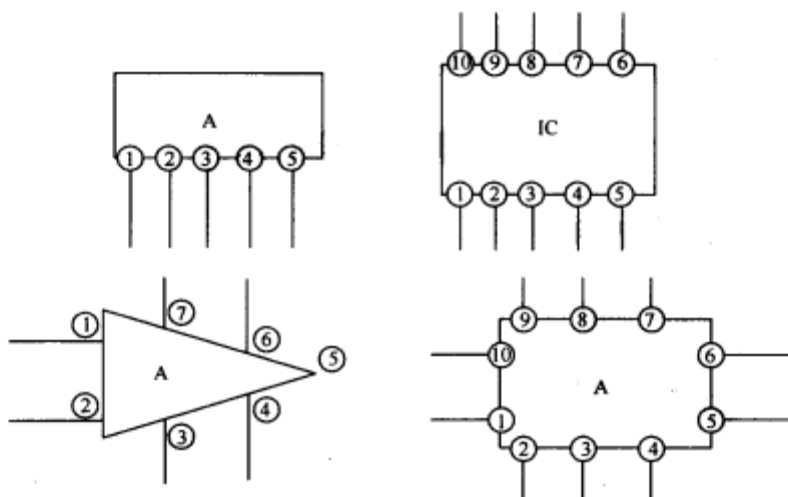 A
① ② ③ ④ ⑤
⑩ ⑨ ⑧ ⑦ ⑥
IC
① ② ③ ④ ⑤
① ⑦
⑥ ⑤
A
② ③ ④
⑨ ⑧ ⑦
⑩ ⑥
A
① ⑤
② ③ ④